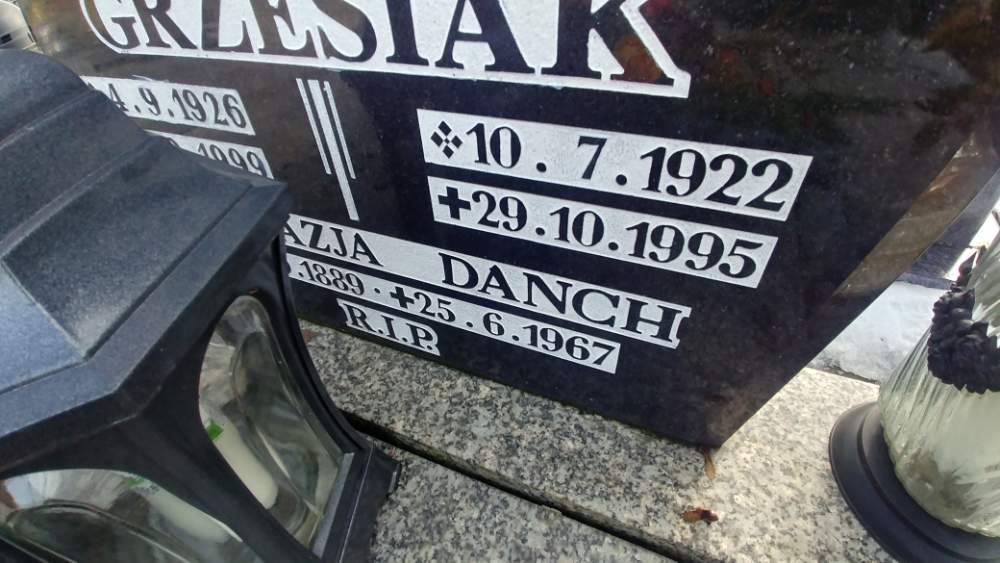 GRZESIAK
4.9.1926
10.7.1922
+29.10.1995
AZJA DANCH
.1889.+25.6.1967
R.I.P.